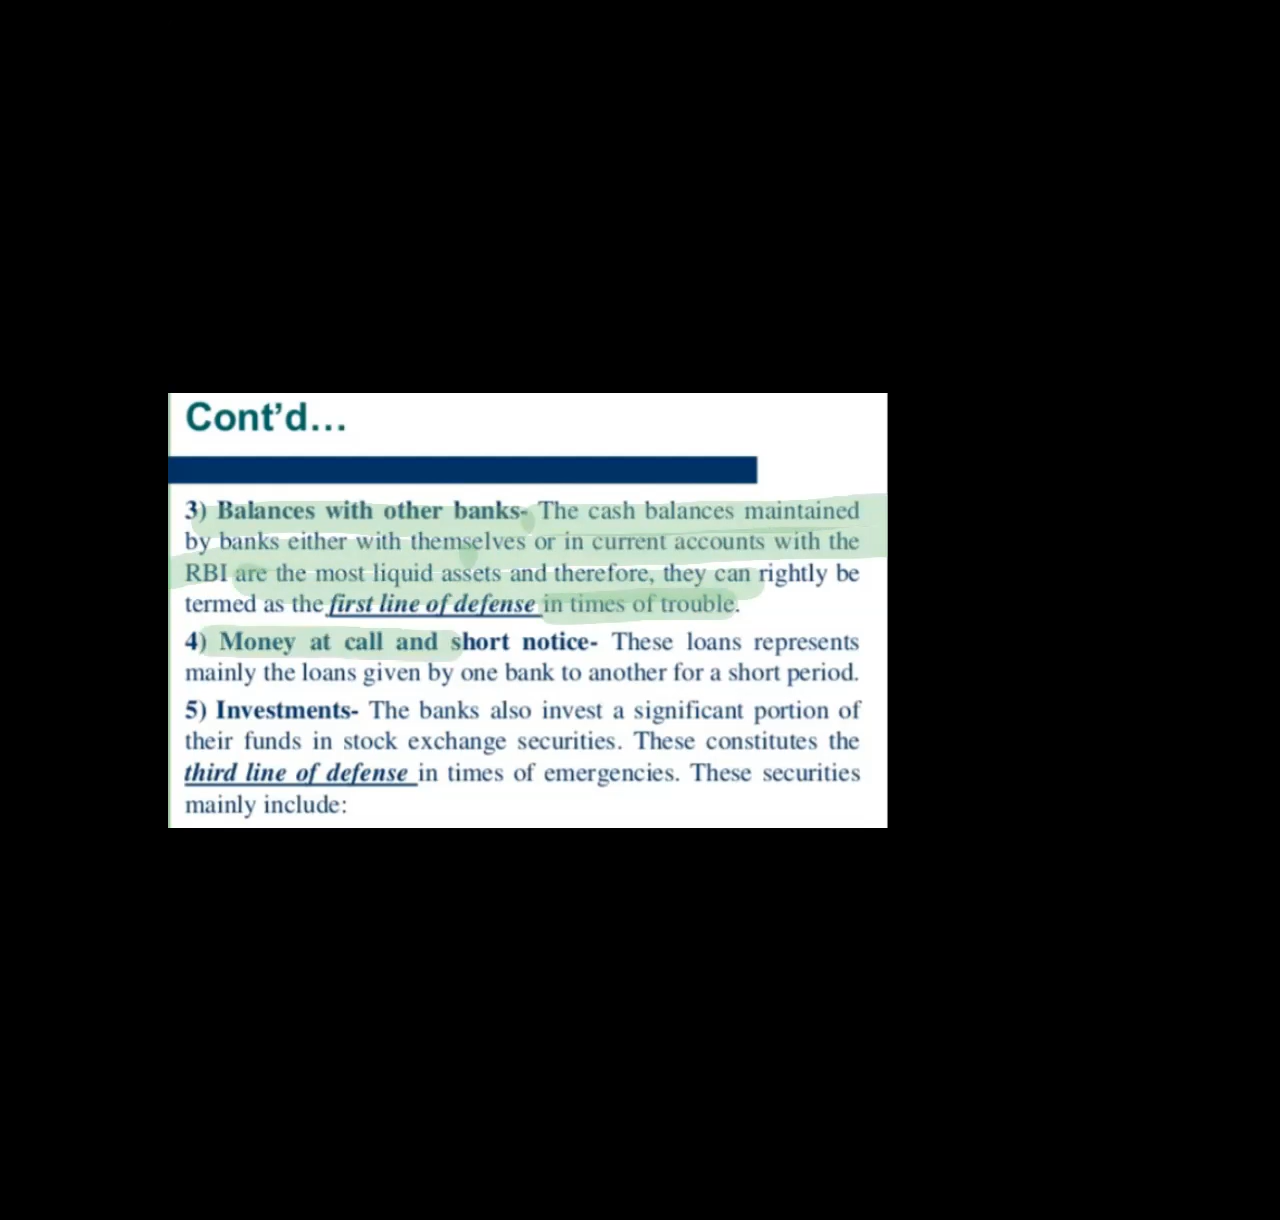 Cont’d…
3) Balances with other banks- The cash balances maintained
by banks either with themselves or in current accounts with the
RBI are the most liquid assets and therefore, they can rightly be
termed as the first line of defense in times of trouble.
4) Money at call and short notice- These loans represents
mainly the loans given by one bank to another for a short period.
5) Investments- The banks also invest a significant portion of
their funds in stock exchange securities. These constitutes the
third line of defense in times of emergencies. These securities
mainly include: